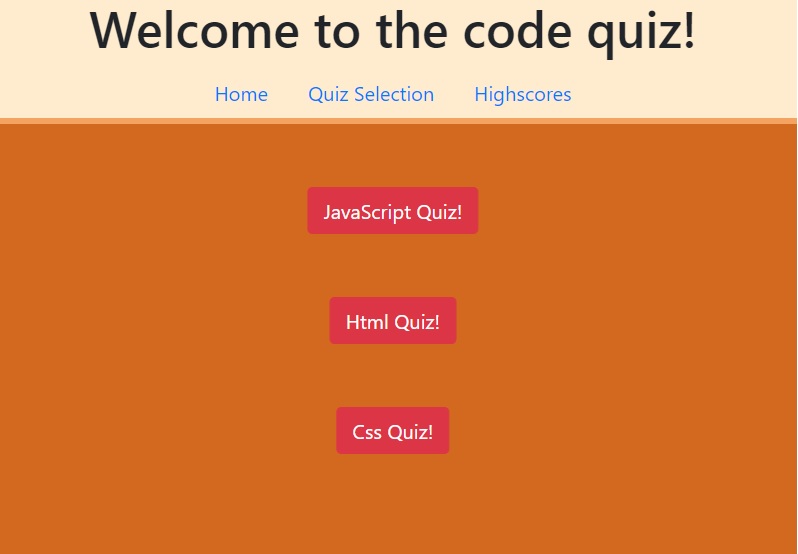 Welcome to the code quiz!
Home Quiz Selection Highscores
JavaScript Quiz!
Html Quiz!
Css Quiz!